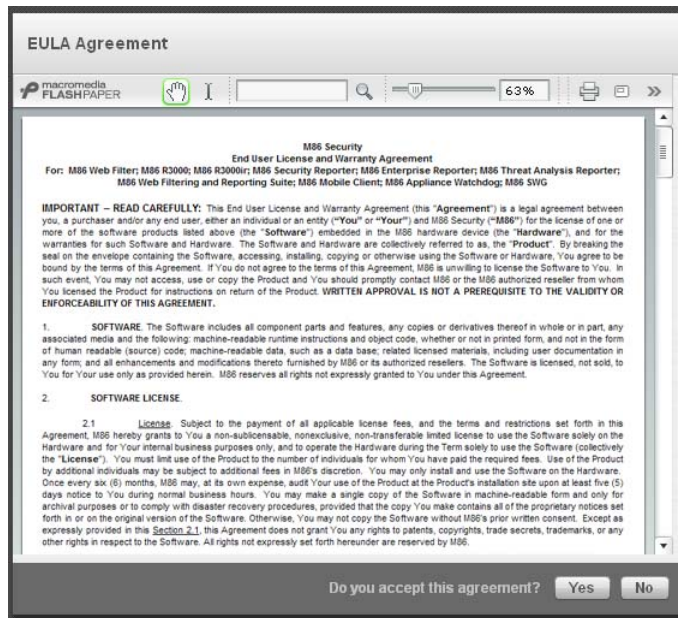 EULA Agreement
macromedia
FLASHPAPER
63%
M86 Security
End User License and Warranty Agreement
For: M86 Web Filter; M86 R3000; M86 R3000ir; M86 Security Reporter; M86 Enterprise Reporter; M86 Threat Analysis Reporter;
M86 Web Filtering and Reporting Suite; M86 Mobile Client; M86 Appliance Watchdog; M86 SWG
IMPORTANT – READ CAREFULLY: This End User License and Warranty Agreement (this "Agreement") is a legal agreement between
you, a purchaser and/or any end user, either an individual or an entity ("You" or "Your") and M86 Security ("M86") for the license of one or
more of the software products listed above (the "Software") embedded in the M86 hardware device (the "Hardware"), and for the
warranties for such Software and Hardware. The Software and Hardware are collectively referred to as, the "Product". By breaking the
seal on the envelope containing the Software, accessing, installing, copying or otherwise using the Software or Hardware, You agree to be
bound by the terms of this Agreement. If You do not agree to the terms of this Agreement, M86 is unwilling to license the Software to You. In
such event, You may not access, use or copy the Product and You should promptly contact M86 or the M86 authorized reseller from whom
You licensed the Product for instructions on return of the Product. WRITTEN APPROVAL IS NOT A PREREQUISITE TO THE VALIDITY OR
ENFORCEABILITY OF THIS AGREEMENT.
1. SOFTWARE. The Software includes all component parts and features, any copies or derivatives thereof in whole or in part, any
associated media and the following: machine-readable runtime instructions and object code, whether or not in printed form, and not in the form
of human readable (source) code; machine-readable data, such as a data base; related licensed materials, including user documentation in
any form; and all enhancements and modifications thereto furnished by M86 or its authorized resellers. The Software is licensed, not sold, to
You for Your use only as provided herein. M86 reserves all rights not expressly granted to You under this Agreement.
2. SOFTWARE LICENSE.
2.1 License. Subject to the payment of all applicable license fees, and the terms and restrictions set forth in this
Agreement, M86 hereby grants to You a non-sublicensable, nonexclusive, non-transferable limited license to use the Software solely on the
Hardware and for Your internal business purposes only, and to operate the Hardware during the Term solely to use the Software (collectively
the "License"). You must limit use of the Product to the number of individuals for whom You have paid the required fees. Use of the Product
by additional individuals may be subject to additional fees in M86's discretion. You may only install and use the Software on the Hardware.
Once every six (6) months, M86 may, at its own expense, audit Your use of the Product at the Product's installation site upon at least five (5)
days notice to You during normal business hours. You may make a single copy of the Software in machine-readable form and only for
archival purposes or to comply with disaster recovery procedures, provided that the copy You make contains all of the proprietary notices set
forth in or on the original version of the Software. Otherwise, You may not copy the Software without M86's prior written consent. Except as
expressly provided in this Section 2.1, this Agreement does not grant You any rights to patents, copyrights, trade secrets, trademarks, or any
other rights in respect to the Software. All rights not expressly set forth hereunder are reserved by M86.
Do you accept this agreement? Yes No